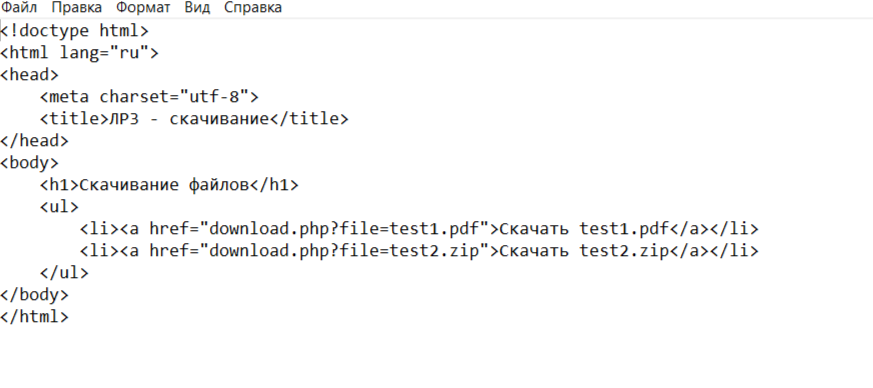 Файл Правка Формат Вид Справка
<!doctype html>
<html lang="ru">
<head>
    <meta charset="utf-8">
    <title>ЛР3 - скачивание</title>
</head>
<body>
    <h1>Скачивание файлов</h1>
    <ul>
        <li><a href="download.php?file=test1.pdf">Скачать test1.pdf</a></li>
        <li><a href="download.php?file=test2.zip">Скачать test2.zip</a></li>
    </ul>
</body>
</html>